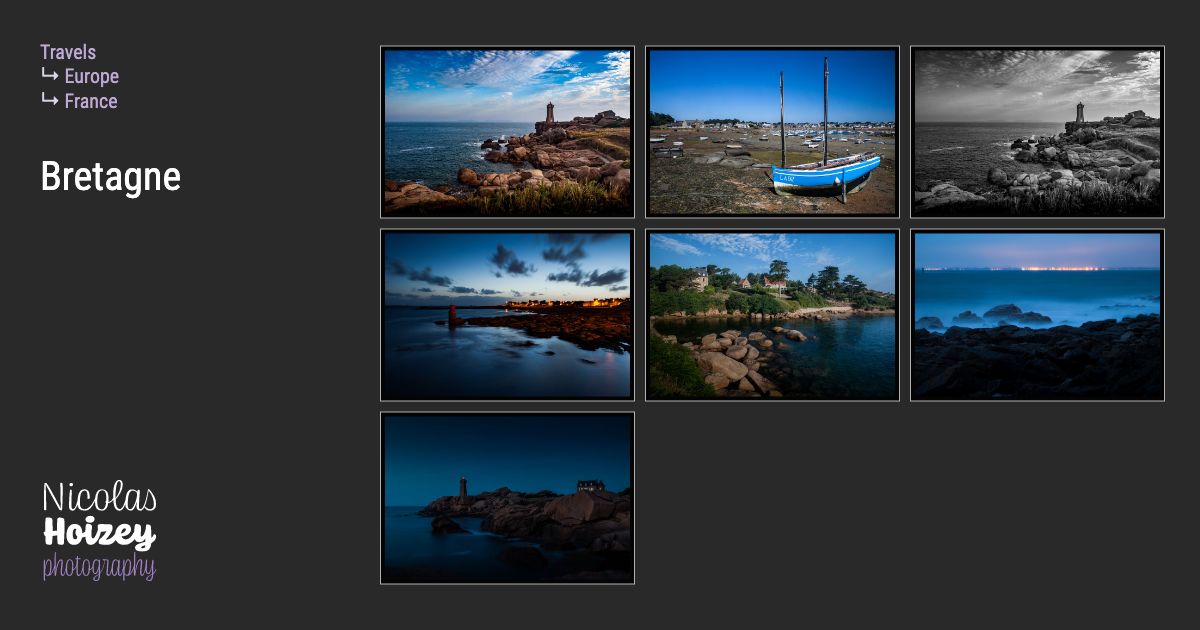 Travels
↳ Europe
↳ France
Bretagne
Nicolas
Hoizey
photography